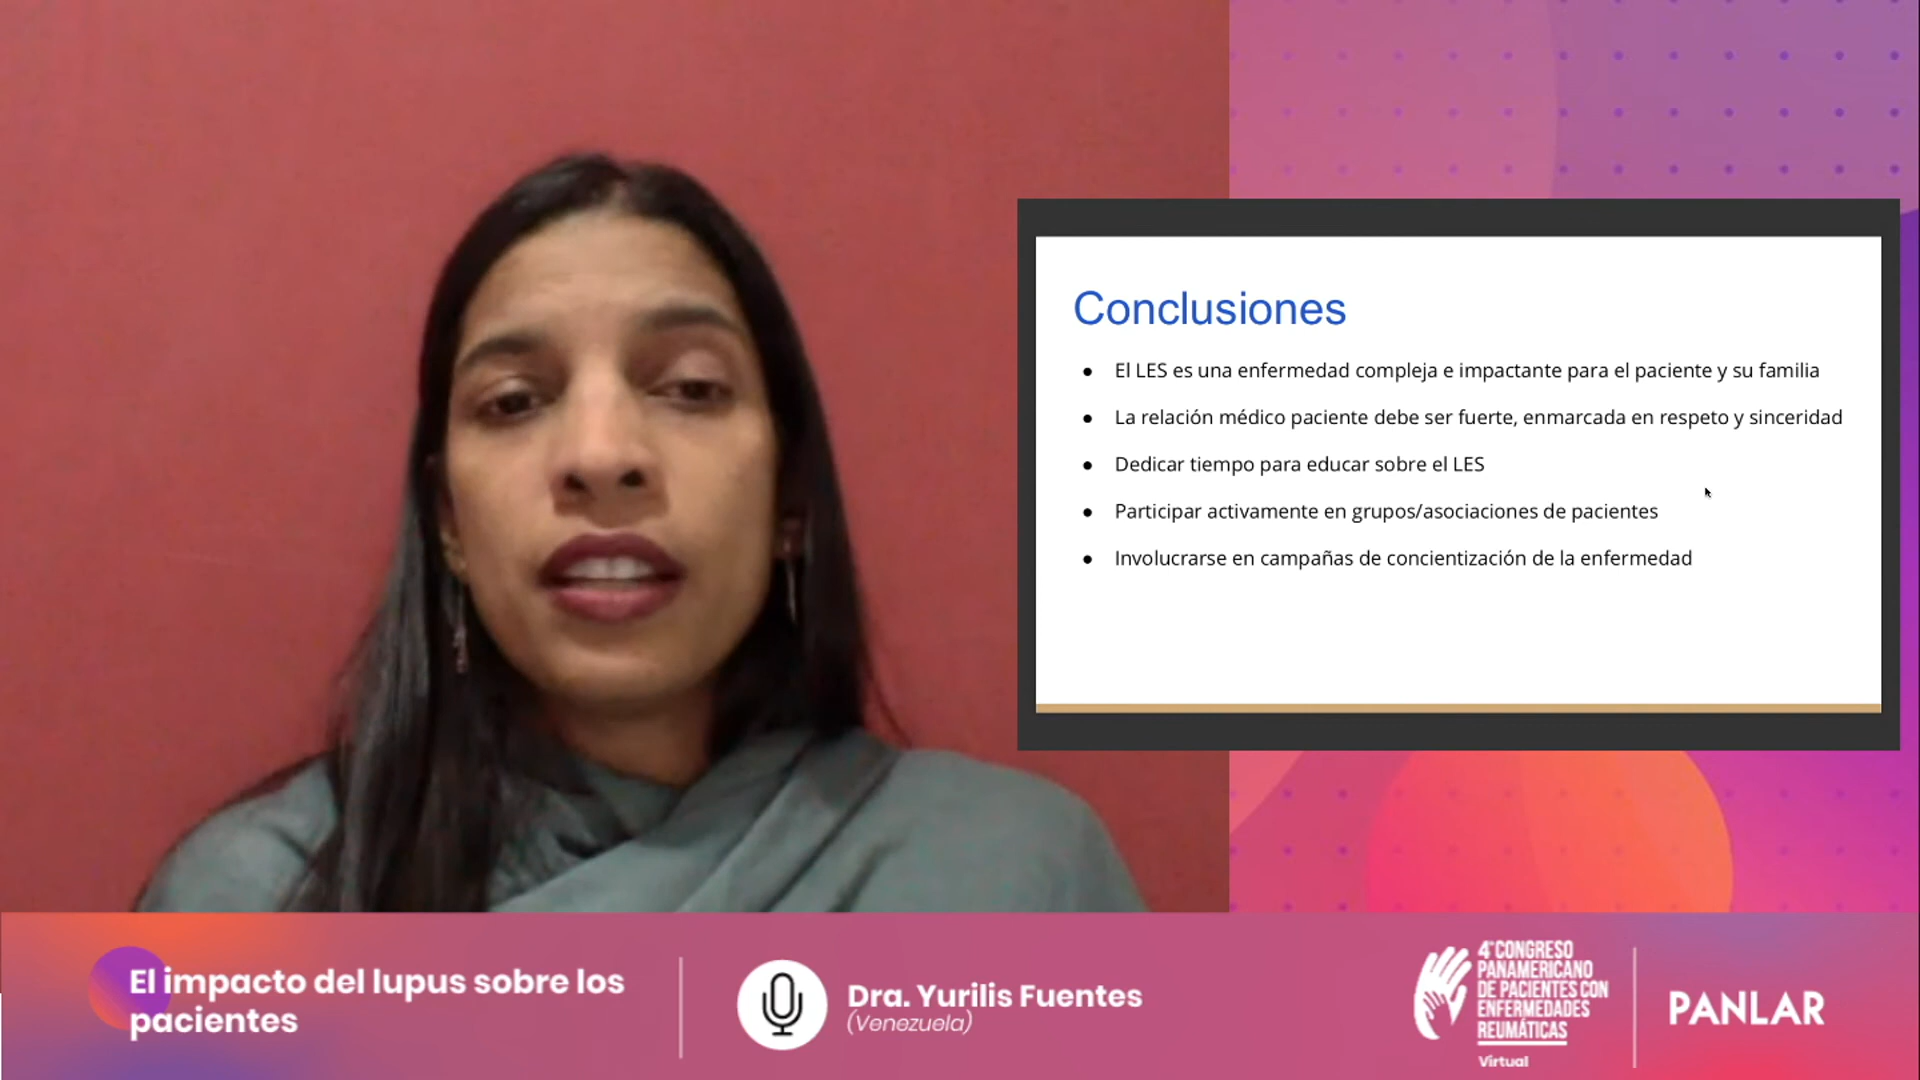 Conclusiones
● El LES es una enfermedad compleja e impactante para el paciente y su familia
● La relación médico paciente debe ser fuerte, enmarcada en respeto y sinceridad
● Dedicar tiempo para educar sobre el LES
● Participar activamente en grupos/asociaciones de pacientes
● Involucrarse en campañas de concientización de la enfermedad
El impacto del lupus sobre los
pacientes
Dra. Yurilis Fuentes
(Venezuela)
4° CONGRESO
PANAMERICANO
DE PACIENTES CON
ENFERMEDADES
REUMÁTICAS
Virtual
PANLAR